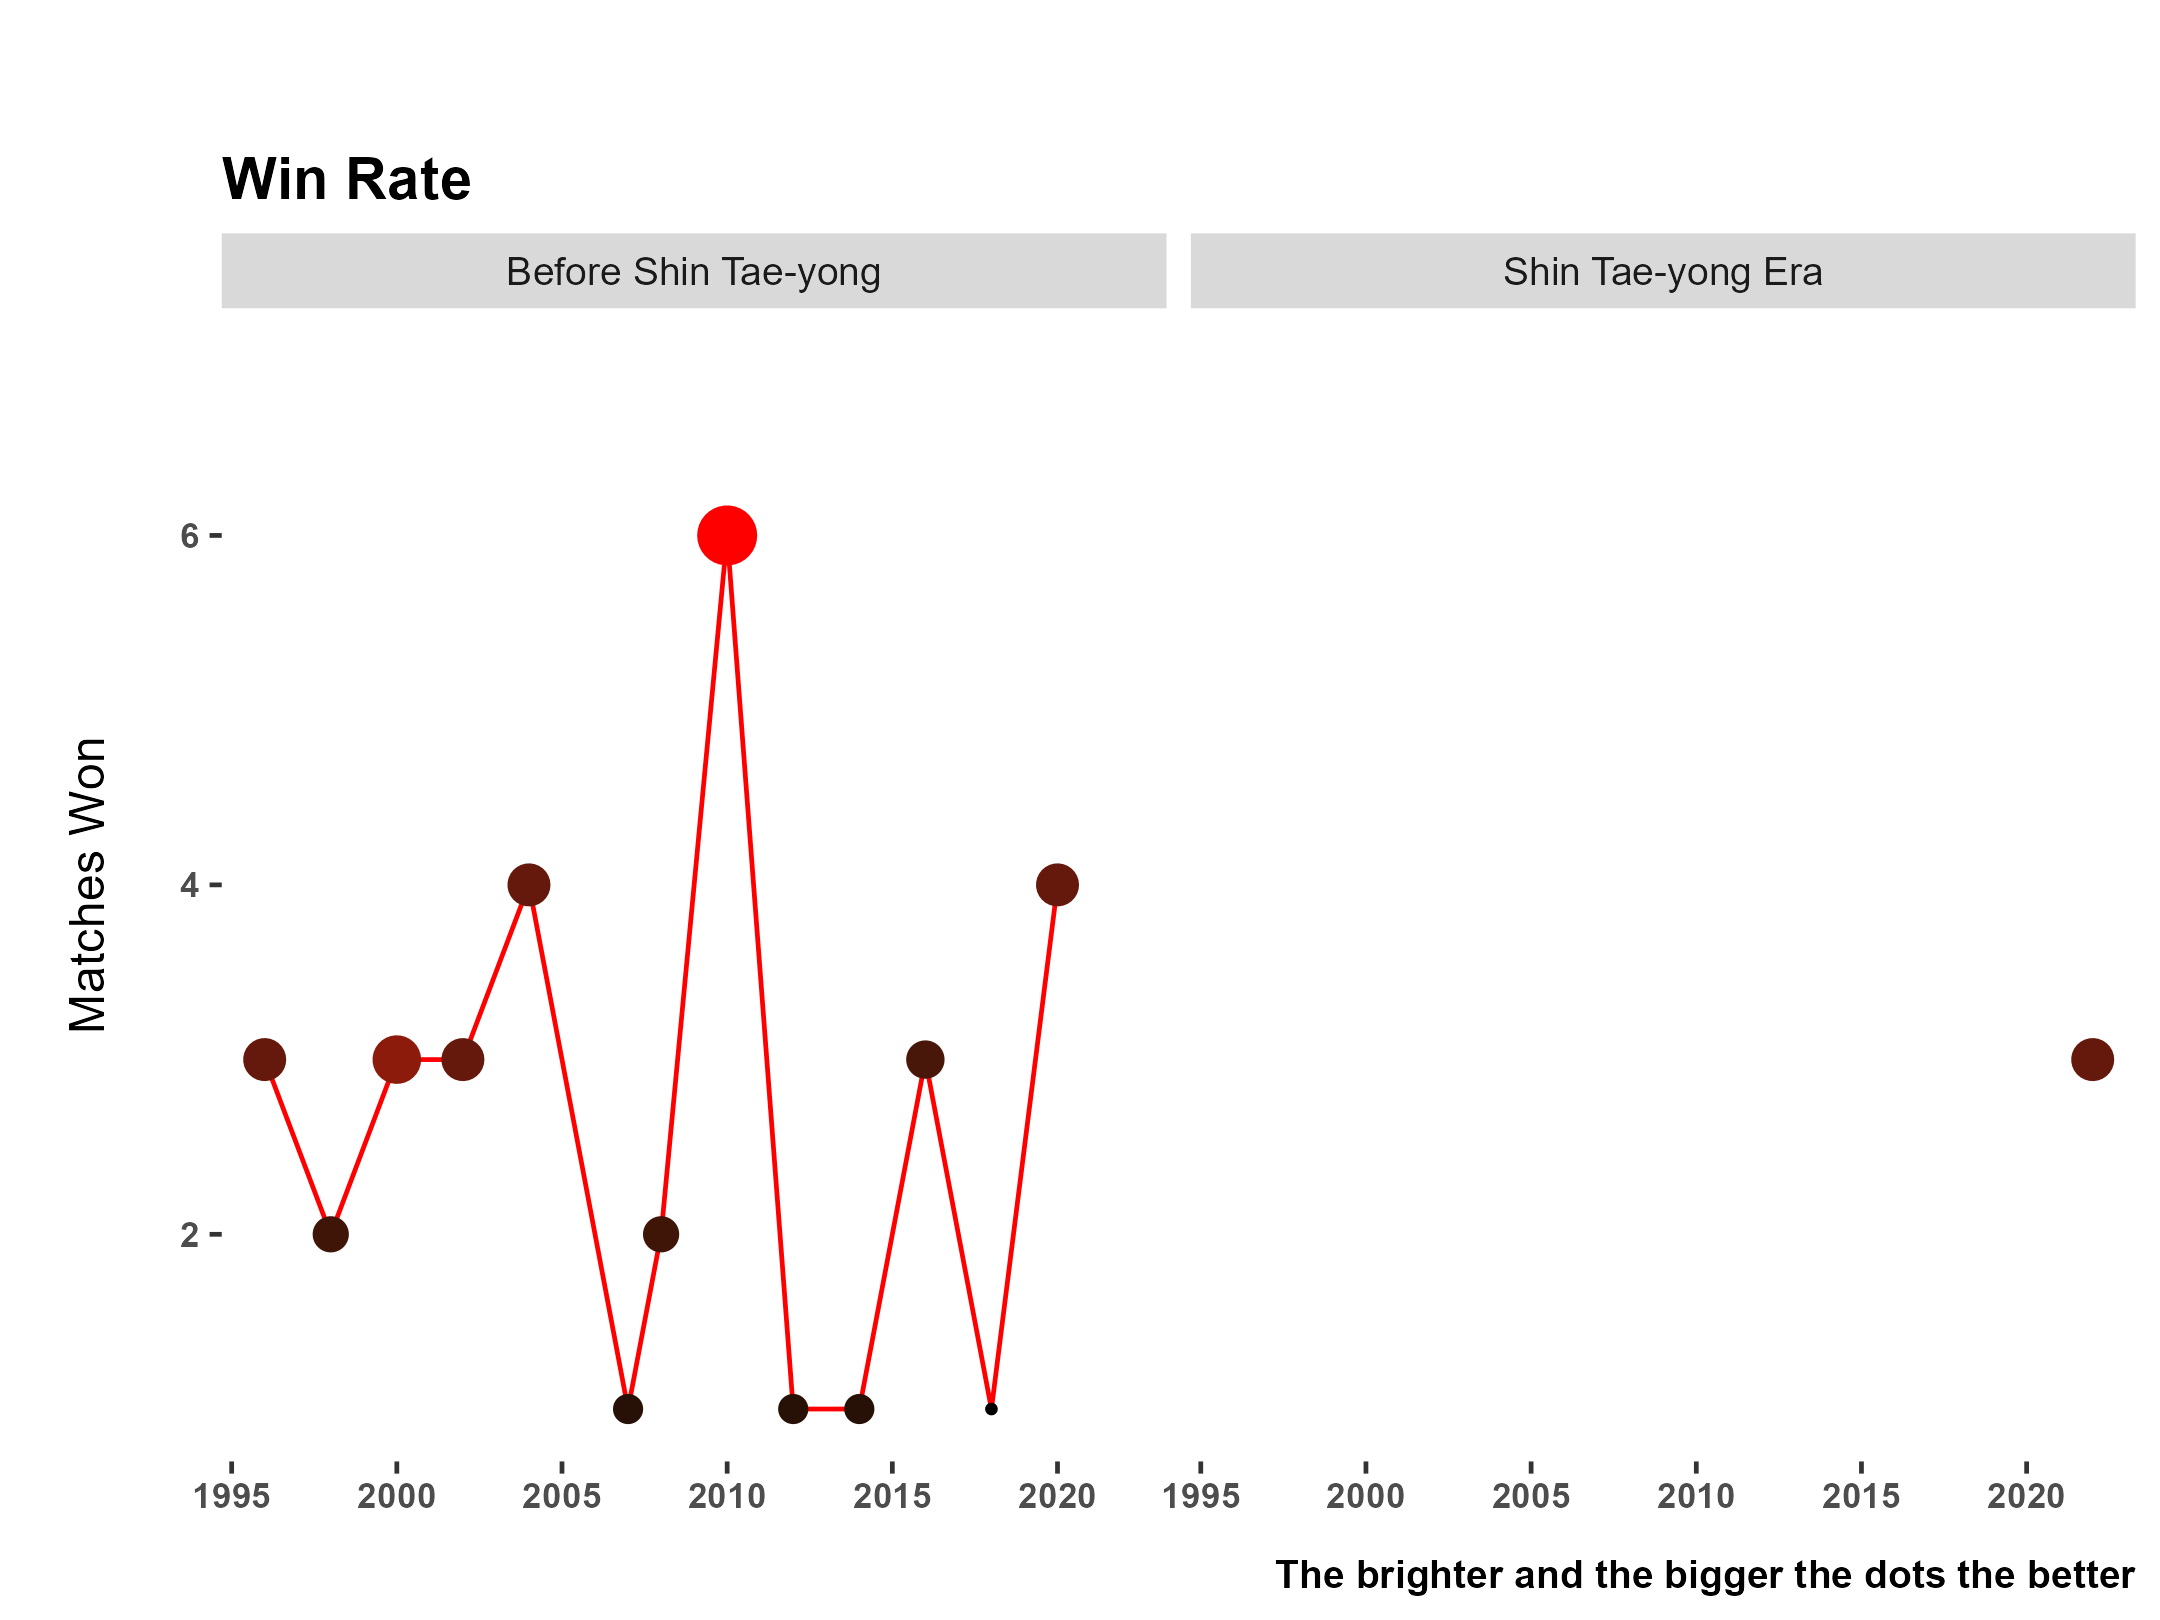 Win Rate
Before Shin Tae-yong
Shin Tae-yong Era
Matches Won
6
4
2
1995 2000 2005 2010 2015 2020 1995 2000 2005 2010 2015 2020
The brighter and the bigger the dots the better